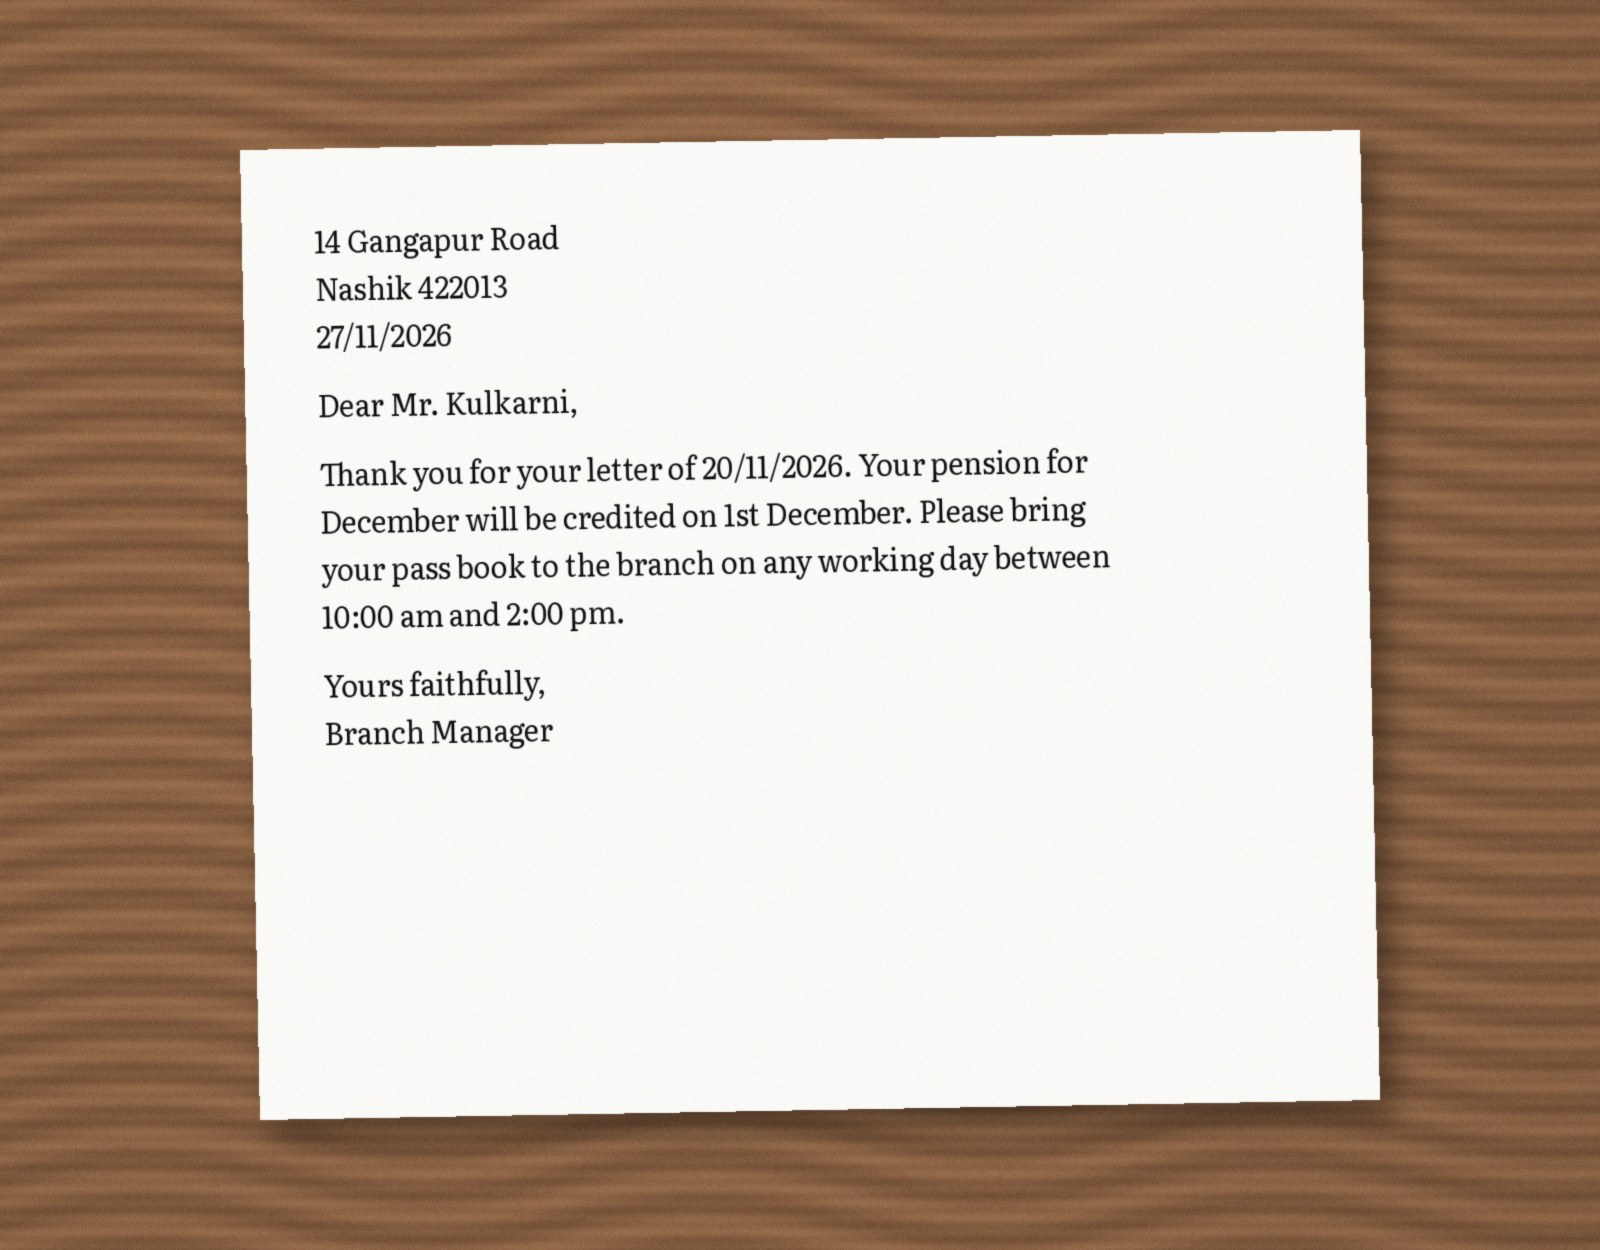 14 Gangapur Road
Nashik 422013
27/11/2026
Dear Mr. Kulkarni,
Thank you for your letter of 20/11/2026. Your pension for
December will be credited on 1st December. Please bring
your pass book to the branch on any working day between
10:00 am and 2:00 pm.
Yours faithfully,
Branch Manager